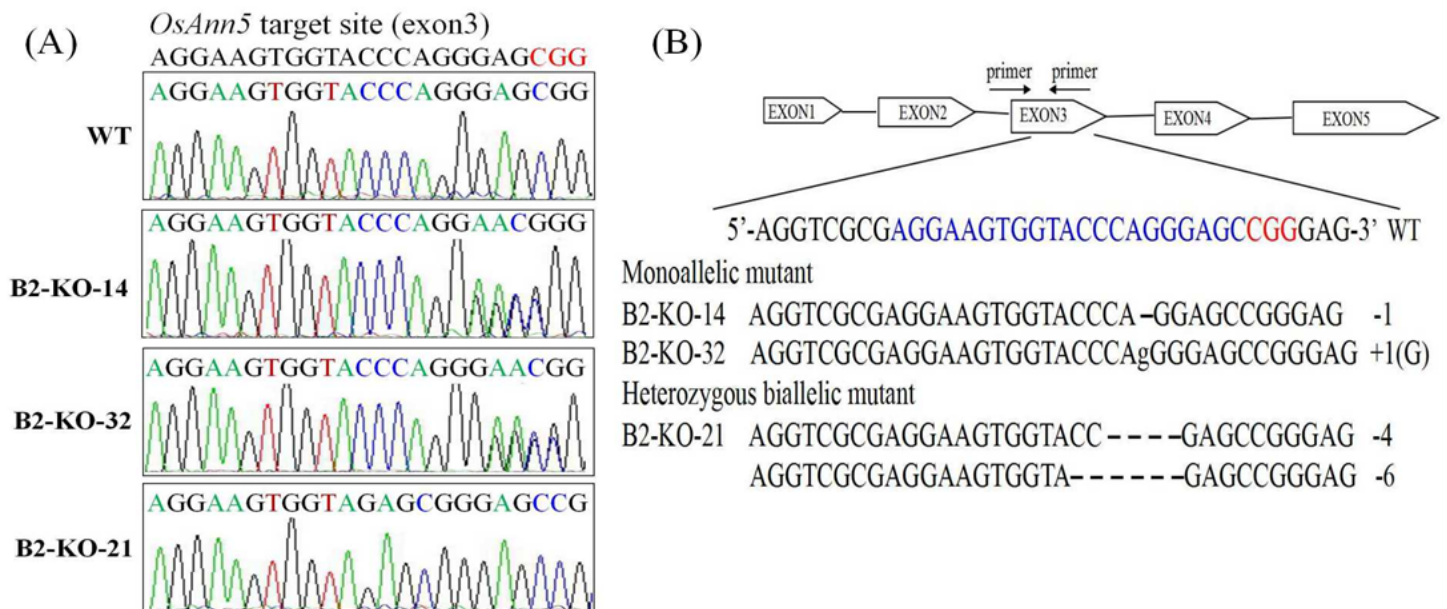 (A)
OsAnn5 target site (exon3)
AGGAAGTGGTACCCAGGGAGCGG
WT
AGGAAGTGGTACCCAGGGAGCGG
B2-KO-14
AGGAAGTGGTACCCAGGAACGGG
B2-KO-32
AGGAAGTGGTACCCAGGGAACGG
B2-KO-21
AGGAAGTGGTAGAGCGGGAGCCG
(B)
primer primer
EXON1 EXON2 EXON3 EXON4 EXON5
5'-AGGTCGCGAGGAAGTGGTACCCAGGGAGCCGGGAG-3' WT
Monoallelic mutant
B2-KO-14 AGGTCGCGAGGAAGTGGTACCCA-GGAGCCGGGAG -1
B2-KO-32 AGGTCGCGAGGAAGTGGTACCCAgGGGAGCCGGGAG +1(G)
Heterozygous biallelic mutant
B2-KO-21 AGGTCGCGAGGAAGTGGTACC----GAGCCGGGAG -4
AGGTCGCGAGGAAGTGGTA------GAGCCGGGAG -6